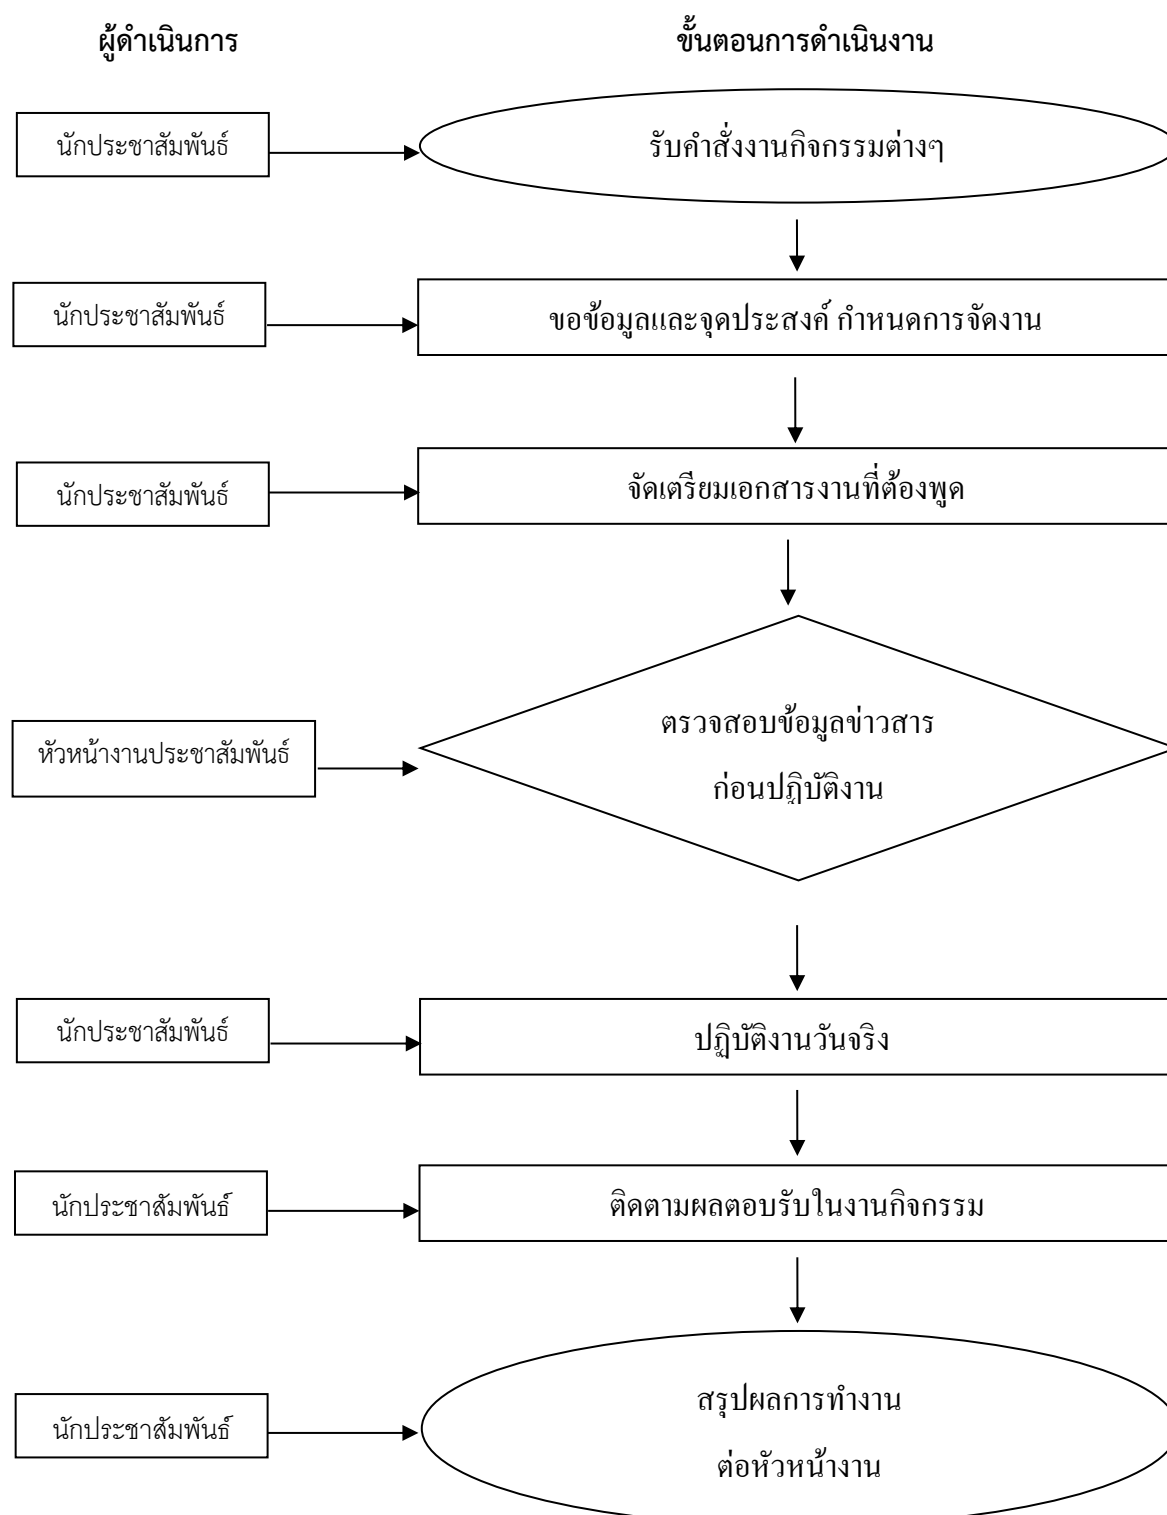 ผู้ดำเนินการ
ขั้นตอนการดำเนินงาน
นักประชาสัมพันธ์
รับคำสั่งงานกิจกรรมต่างๆ
นักประชาสัมพันธ์
ขอข้อมูลและจุดประสงค์ กำหนดการจัดงาน
นักประชาสัมพันธ์
จัดเตรียมเอกสารงานที่ต้องพูด
หัวหน้างานประชาสัมพันธ์
ตรวจสอบข้อมูลข่าวสาร
ก่อนปฏิบัติงาน
นักประชาสัมพันธ์
ปฏิบัติงานวันจริง
นักประชาสัมพันธ์
ติดตามผลตอบรับในงานกิจกรรม
นักประชาสัมพันธ์
สรุปผลการทำงาน
ต่อหัวหน้างาน